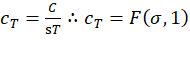 c_T = C/sT ∴ c_T = F(σ, 1)